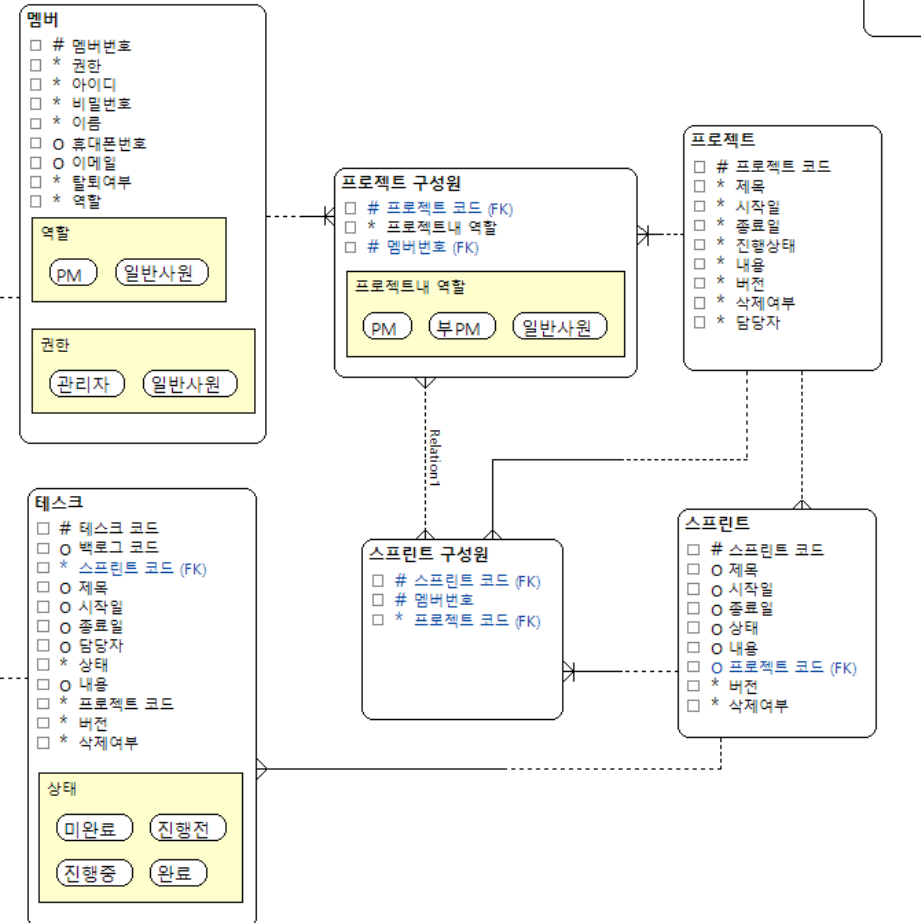 멤버
# 멤버번호
* 권한
* 아이디
* 비밀번호
* 이름
o 휴대폰번호
o 이메일
* 탈퇴여부
* 역할
역할
PM
일반사원
권한
관리자
일반사원
프로젝트 구성원
# 프로젝트 코드 (FK)
* 프로젝트내 역할
# 멤버번호 (FK)
프로젝트내 역할
PM
부PM
일반사원
프로젝트
# 프로젝트 코드
* 제목
* 시작일
* 종료일
* 진행상태
* 내용
* 버전
* 삭제여부
* 담당자
Relation1
테스크
# 테스크 코드
o 백로그 코드
* 스프린트 코드 (FK)
o 제목
o 시작일
o 종료일
o 담당자
* 상태
o 내용
* 프로젝트 코드
* 버전
* 삭제여부
상태
미완료
진행전
진행중
완료
스프린트 구성원
# 스프린트 코드 (FK)
# 멤버번호
* 프로젝트 코드 (FK)
스프린트
# 스프린트 코드
o 제목
o 시작일
o 종료일
o 상태
o 내용
o 프로젝트 코드 (FK)
* 버전
* 삭제여부